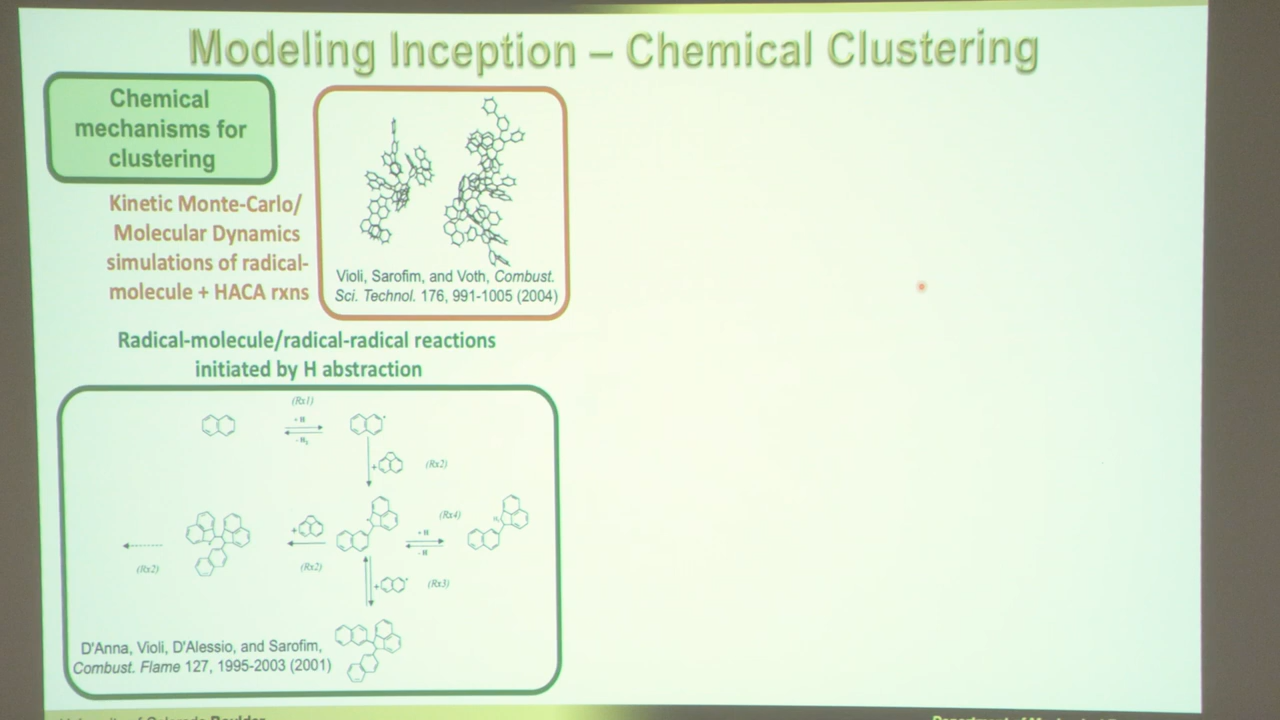 Modeling Inception – Chemical Clustering
Chemical
mechanisms for
clustering
Kinetic Monte-Carlo/
Molecular Dynamics
simulations of radical-
molecule + HACA rxns
Violi, Sarofim, and Voth, Combust.
Sci. Technol. 176, 991-1005 (2004)
Radical-molecule/radical-radical reactions
initiated by H abstraction
(Rx1)
+ H
- H₂
+
(Rx2)
+
(Rx2)
(Rx2)
(Rx4)
+ H
- H
+
(Rx3)
D'Anna, Violi, D'Alessio, and Sarofim,
Combust. Flame 127, 1995-2003 (2001)